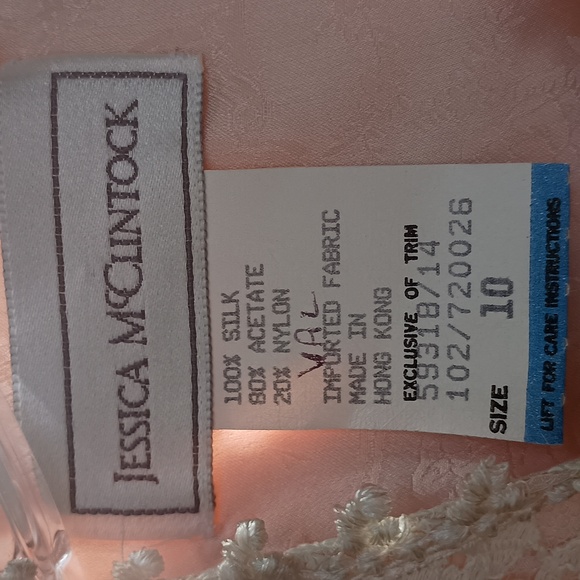 JESSICA MCCLINTOCK
100% SILK
80% ACETATE
20% NYLON
VAL
IMPORTED FABRIC
MADE IN
HONG KONG
EXCLUSIVE OF TRIM
59318/14
102/720026
SIZE 10
LIFT FOR CARE INSTRUCTIONS